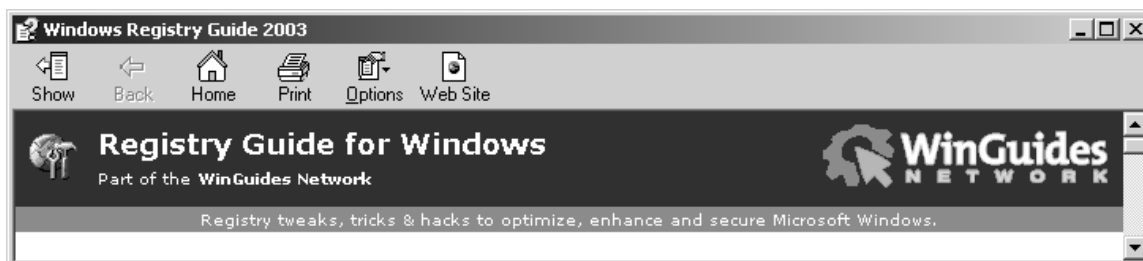 Windows Registry Guide 2003
Show Back Home Print Options Web Site
Registry Guide for Windows
Part of the WinGuides Network
WinGuides
NETWORK
Registry tweaks, tricks & hacks to optimize, enhance and secure Microsoft Windows.